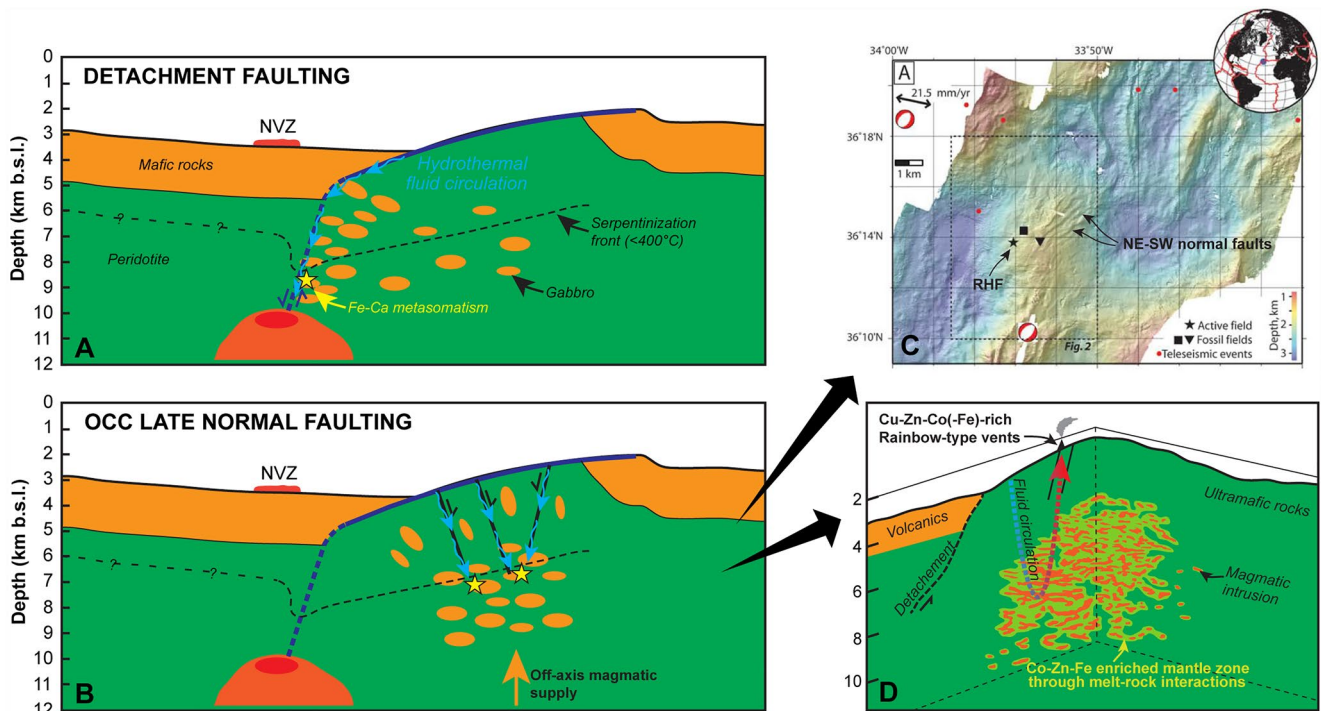 DETACHMENT FAULTING
0
1
2
3
4
5
6
7
8
9
10
11
12
Depth (km b.s.l.)
NVZ
Mafic rocks
Hydrothermal
fluid circulation
?
?
Serpentinization
front (<400°C)
Peridotite
Gabbro
Fe-Ca metasomatism
A
OCC LATE NORMAL FAULTING
0
1
2
3
4
5
6
7
8
9
10
11
12
Depth (km b.s.l.)
NVZ
?
?
Off-axis magmatic
supply
B
34°00'W
33°50'W
A
21.5 mm/yr
36°18'N
1 km
36°14'N
NE-SW normal faults
RHF
36°10'N
Active field
Fossil fields
Teleseismic events
Fig. 2
Depth, km
1
2
3
C
Cu-Zn-Co(-Fe)-rich
Rainbow-type vents
2
4
6
8
10
Volcanics
Fluid circulation
Ultramafic rocks
Detachement
Magmatic
intrusion
Co-Zn-Fe enriched mantle zone
through melt-rock interactions
D